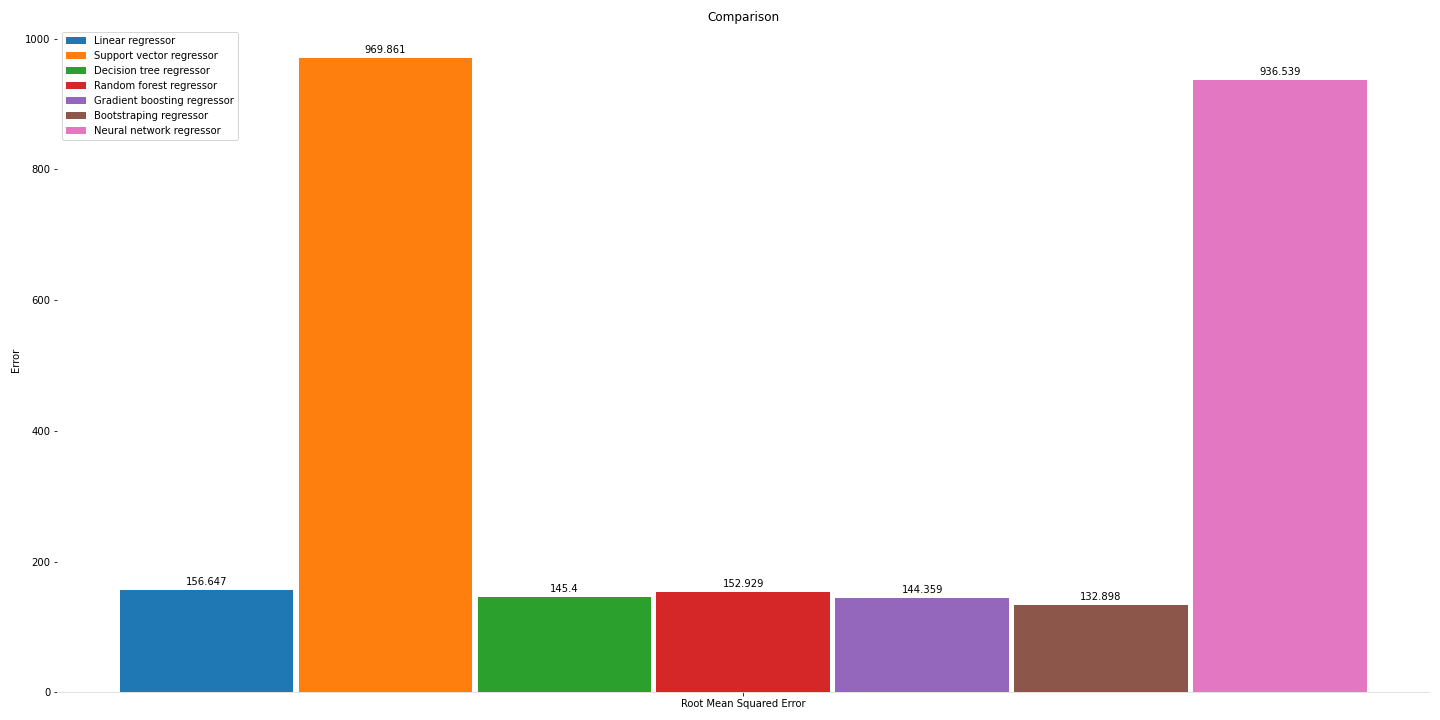 Comparison
Linear regressor
Support vector regressor
Decision tree regressor
Random forest regressor
Gradient boosting regressor
Bootstraping regressor
Neural network regressor
1000
800
600
400
200
0
Error
156.647
969.861
145.4
152.929
144.359
132.898
936.539
Root Mean Squared Error